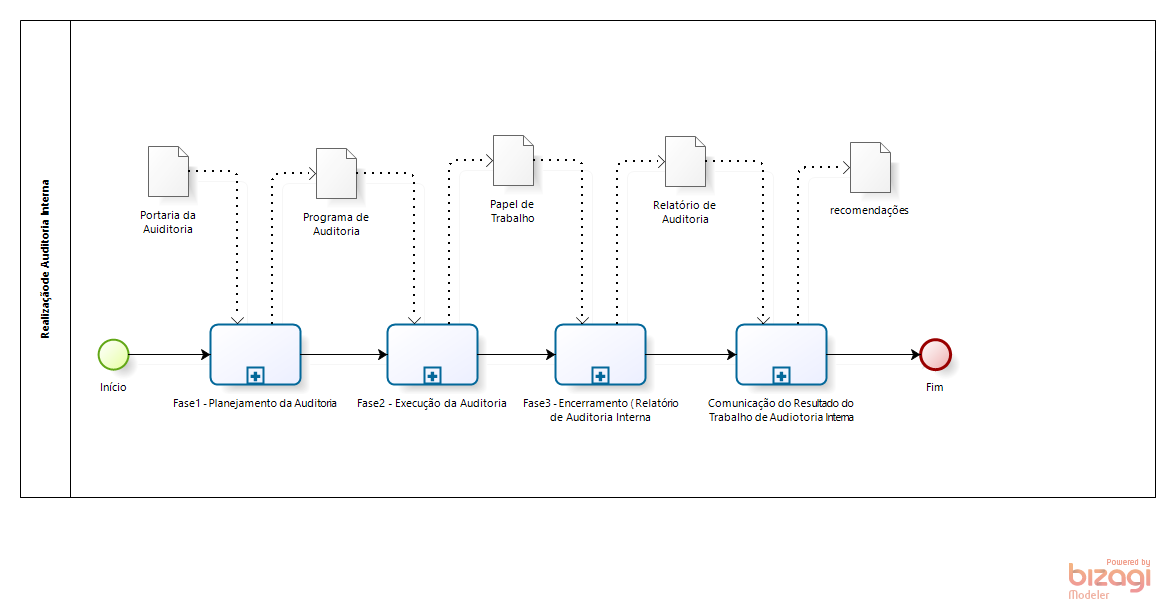 Realizaçãode Auditoria Interna
Portaria da
Auiditoria
Programa de
Auditoria
Papel de
Trabalho
Relatório de
Auditoria
recomendações
Início
Fase1 - Planejamento da Auditoria
Fase2 - Execução da Auditoria
Fase3 - Encerramento ( Relatório
de Auditoria Interna
Comunicação do Resultado do
Trabalho de Audiotoria Interna
Fim
Powered by
bizagi
Modeler